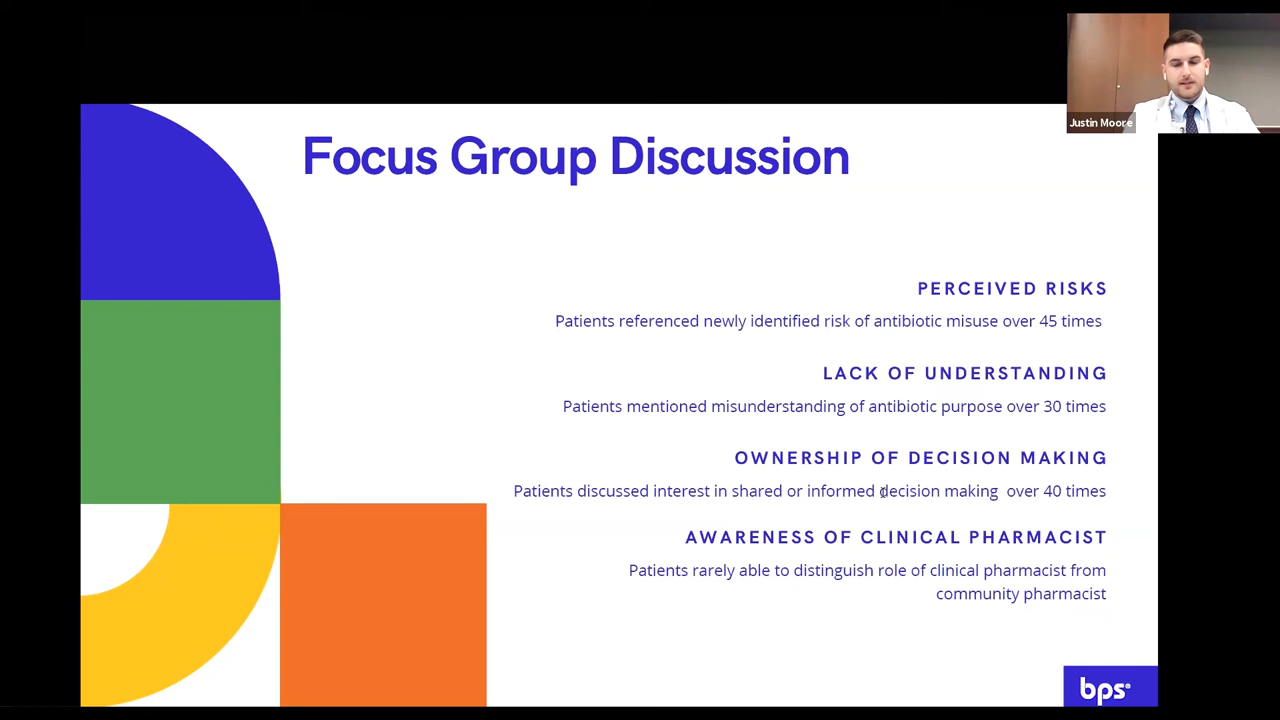 Justin Moore
Focus Group Discussion
PERCEIVED RISKS
Patients referenced newly identified risk of antibiotic misuse over 45 times
LACK OF UNDERSTANDING
Patients mentioned misunderstanding of antibiotic purpose over 30 times
OWNERSHIP OF DECISION MAKING
Patients discussed interest in shared or informed decision making over 40 times
AWARENESS OF CLINICAL PHARMACIST
Patients rarely able to distinguish role of clinical pharmacist from
community pharmacist
bps®